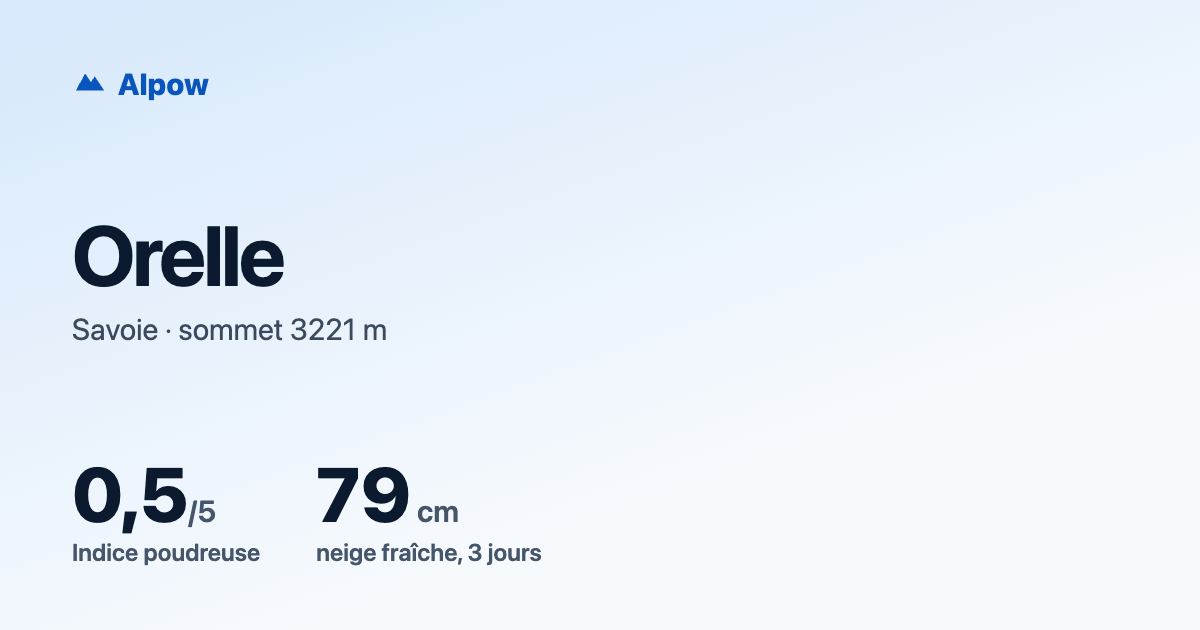 Alpow
Orelle
Savoie · sommet 3221 m
0,5/5 79 cm
Indice poudreuse neige fraîche, 3 jours